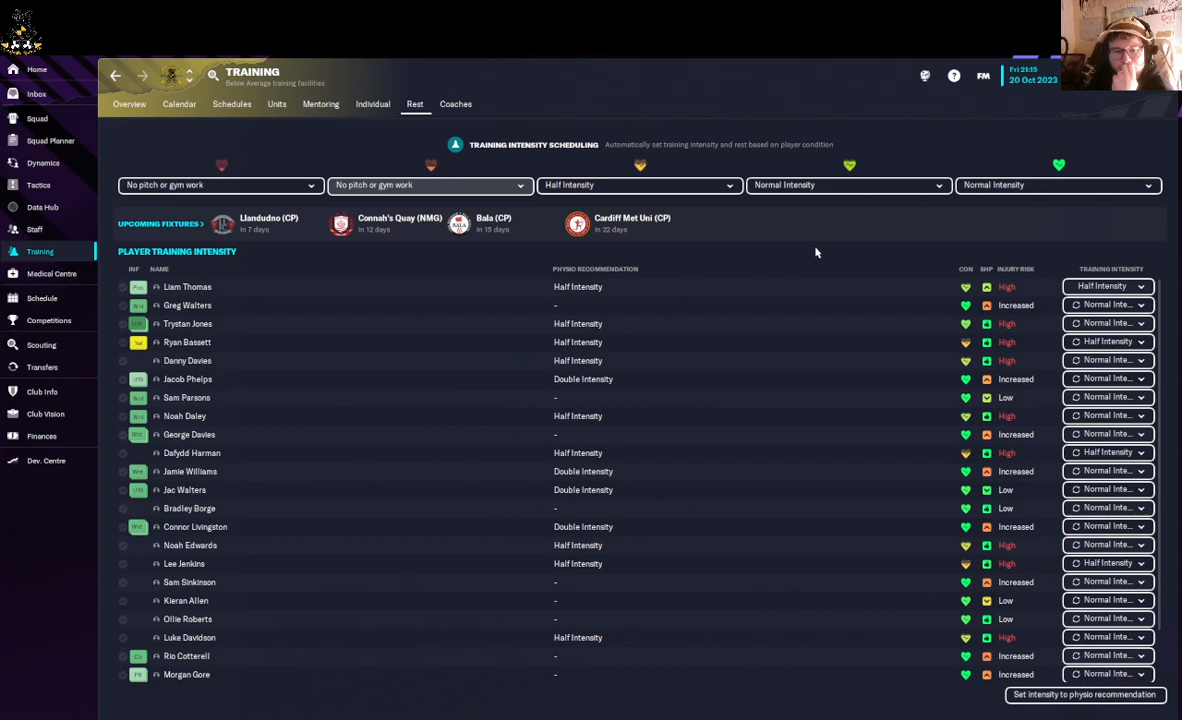 TRAINING
Below Average training facilities
FM
Fri 21:15
20 Oct 2023
Home
Inbox
Squad
Squad Planner
Dynamics
Tactics
Data Hub
Staff
Training
Medical Centre
Schedule
Competitions
Scouting
Transfers
Club Info
Club Vision
Finances
Dev. Centre
Overview Calendar Schedules Units Mentoring Individual Rest Coaches
TRAINING INTENSITY SCHEDULING Automatically set training intensity and rest based on player condition
No pitch or gym work No pitch or gym work Half Intensity Normal Intensity Normal Intensity
UPCOMING FIXTURES > Llandudno (CP) Connah's Quay (NMG) Bala (CP) Cardiff Met Uni (CP)
In 7 days In 12 days In 15 days In 22 days
PLAYER TRAINING INTENSITY
INF NAME PHYSIO RECOMMENDATION CON SHP INJURY RISK TRAINING INTENSITY
Liam Thomas Half Intensity High Half Intensity
Wnt Greg Walters - Increased Normal Inte...
Trystan Jones Half Intensity High Normal Inte...
Yel Ryan Bassett Half Intensity High Half Intensity
Danny Davies Half Intensity High Normal Inte...
U19 Jacob Phelps Double Intensity Increased Normal Inte...
Wnt Sam Parsons - Low Normal Inte...
Wnt Noah Daley Half Intensity High Normal Inte...
Wnt George Davies - Increased Normal Inte...
Dafydd Harman Half Intensity High Half Intensity
Wnt Jamie Williams Double Intensity Increased Normal Inte...
U19 Jac Walters Double Intensity Low Normal Inte...
Bradley Borge - Low Normal Inte...
Wnt Connor Livingston Double Intensity Increased Normal Inte...
Noah Edwards Half Intensity High Normal Inte...
Lee Jenkins Half Intensity High Half Intensity
Sam Sinkinson - Increased Normal Inte...
Kieran Allen - Low Normal Inte...
Ollie Roberts - Low Normal Inte...
Luke Davidson Half Intensity High Normal Inte...
Rio Cotterell - Increased Normal Inte...
PR Morgan Gore - Increased Normal Inte...
Set intensity to physio recommendation